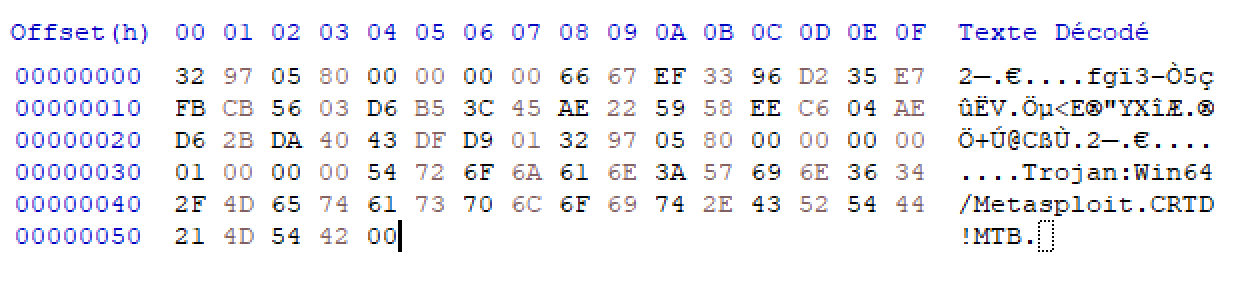 Offset(h) 00 01 02 03 04 05 06 07 08 09 0A 0B 0C 0D 0E 0F Texte Décodé
00000000 32 97 05 80 00 00 00 00 66 67 EF 33 96 D2 35 E7 2—.€....fgï3–Ò5ç
00000010 FB CB 56 03 D6 B5 3C 45 AE 22 59 58 EE C6 04 AE ûËV.Öµ<E®"YXîÆ.®
00000020 D6 2B DA 40 43 DF D9 01 32 97 05 80 00 00 00 00 Ö+Ú@CßÙ.2—.€....
00000030 01 00 00 00 54 72 6F 6A 61 6E 3A 57 69 6E 36 34 ....Trojan:Win64
00000040 2F 4D 65 74 61 73 70 6C 6F 69 74 2E 43 52 54 44 /Metasploit.CRTD
00000050 21 4D 54 42 00 !MTB.